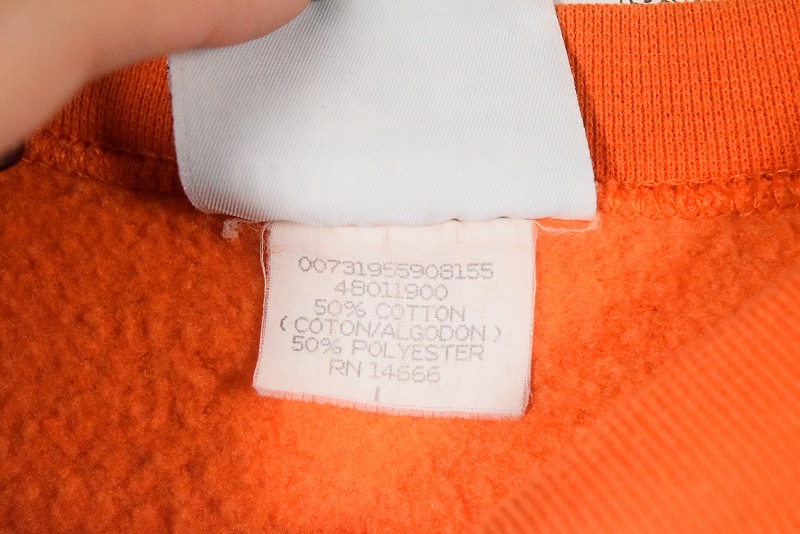 00731955908155
48011900
50% COTTON
(COTON/ALGODON)
50% POLYESTER
RN 14666